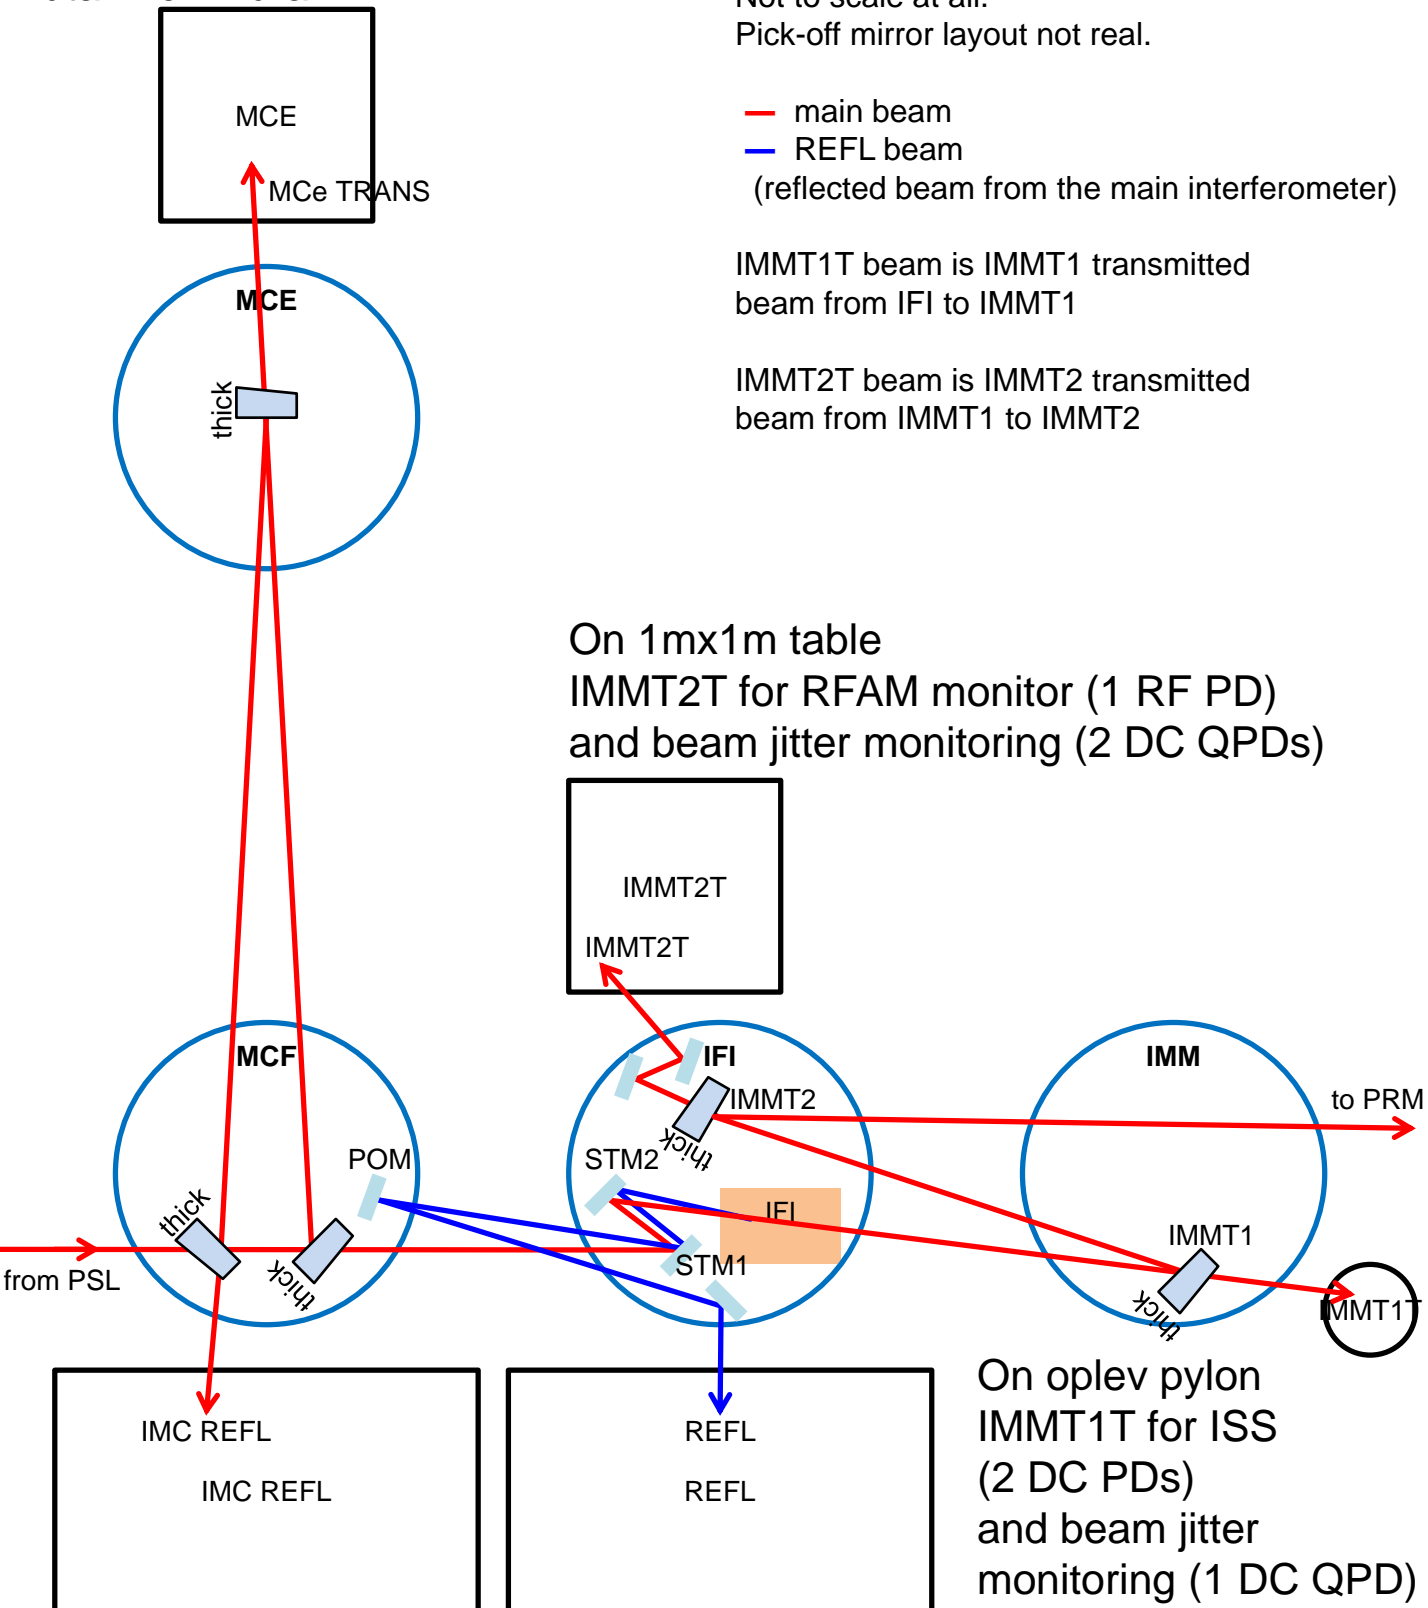 Not to scale at all.
Pick-off mirror layout not real.
main beam
REFL beam
(reflected beam from the main interferometer)
IMMT1T beam is IMMT1 transmitted
beam from IFI to IMMT1
IMMT2T beam is IMMT2 transmitted
beam from IMMT1 to IMMT2
MCE
MCe TRANS
MCE
thick
On 1mx1m table
IMMT2T for RFAM monitor (1 RF PD)
and beam jitter monitoring (2 DC QPDs)
IMMT2T
IMMT2T
MCF
IFI
IMM
IMMT2
to PRM
thick
POM
STM2
thick
IFI
IMMT1
from PSL
thick
STM1
thick
IMMT1T
On oplev pylon
IMMT1T for ISS
(2 DC PDs)
and beam jitter
monitoring (1 DC QPD)
IMC REFL
IMC REFL
REFL
REFL